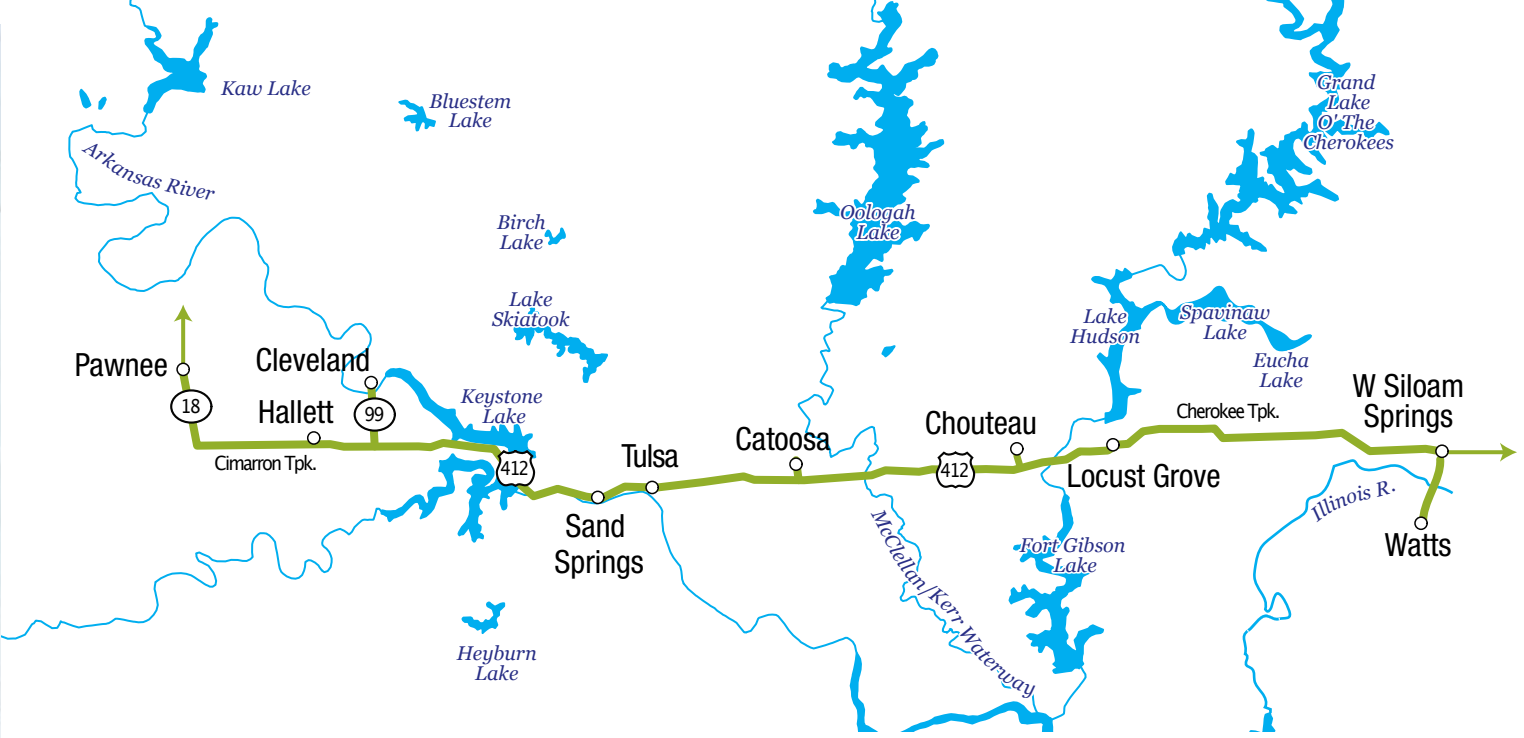 Kaw Lake
Bluestem
Lake
Grand
Lake
O' The
Cherokees
Arkansas River
Birch
Lake
Oologah
Lake
Lake
Skiatook
Lake
Hudson
Spavinaw
Lake
Eucha
Lake
Pawnee
Cleveland
18
Hallett
99
Keystone
Lake
Cimarron Tpk.
412
Tulsa
Sand
Springs
Catoosa
Chouteau
412
Locust Grove
Cherokee Tpk.
W Siloam
Springs
Illinois R.
Watts
McClellan/Kerr Waterway
Fort Gibson
Lake
Heyburn
Lake